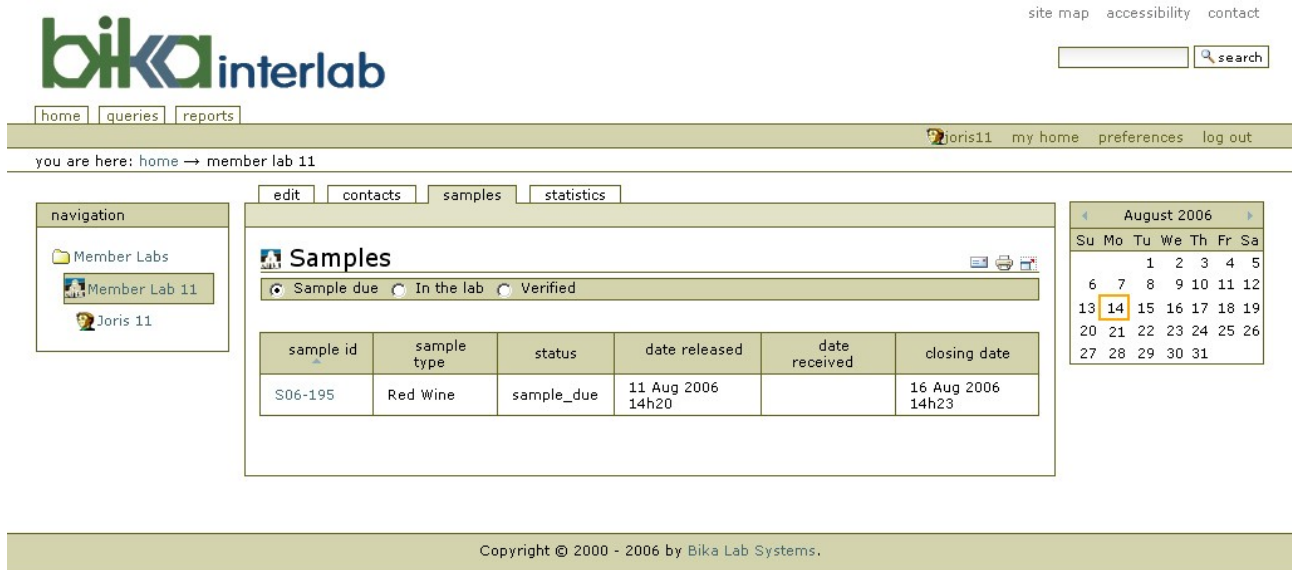 site map accessibility contact
bika interlab
search
home queries reports
joris11 my home preferences log out
you are here: home → member lab 11
edit contacts samples statistics
navigation
Member Labs
Member Lab 11
Joris 11
Samples
Sample due In the lab Verified
sample id sample type status date released date received closing date
S06-195 Red Wine sample_due 11 Aug 2006 14h20 16 Aug 2006 14h23
August 2006
Su Mo Tu We Th Fr Sa
1 2 3 4 5
6 7 8 9 10 11 12
13 14 15 16 17 18 19
20 21 22 23 24 25 26
27 28 29 30 31
Copyright © 2000 - 2006 by Bika Lab Systems.